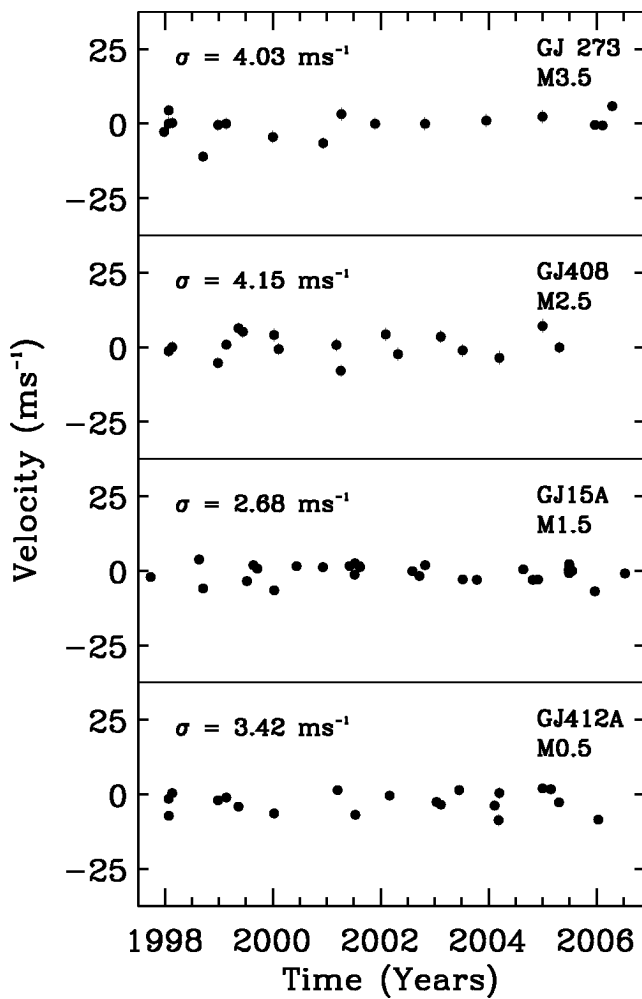 σ = 4.03 ms⁻¹
GJ 273
M3.5
25
0
−25
σ = 4.15 ms⁻¹
GJ408
M2.5
25
0
−25
σ = 2.68 ms⁻¹
GJ15A
M1.5
25
0
−25
σ = 3.42 ms⁻¹
GJ412A
M0.5
25
0
−25
Velocity (ms⁻¹)
1998 2000 2002 2004 2006
Time (Years)